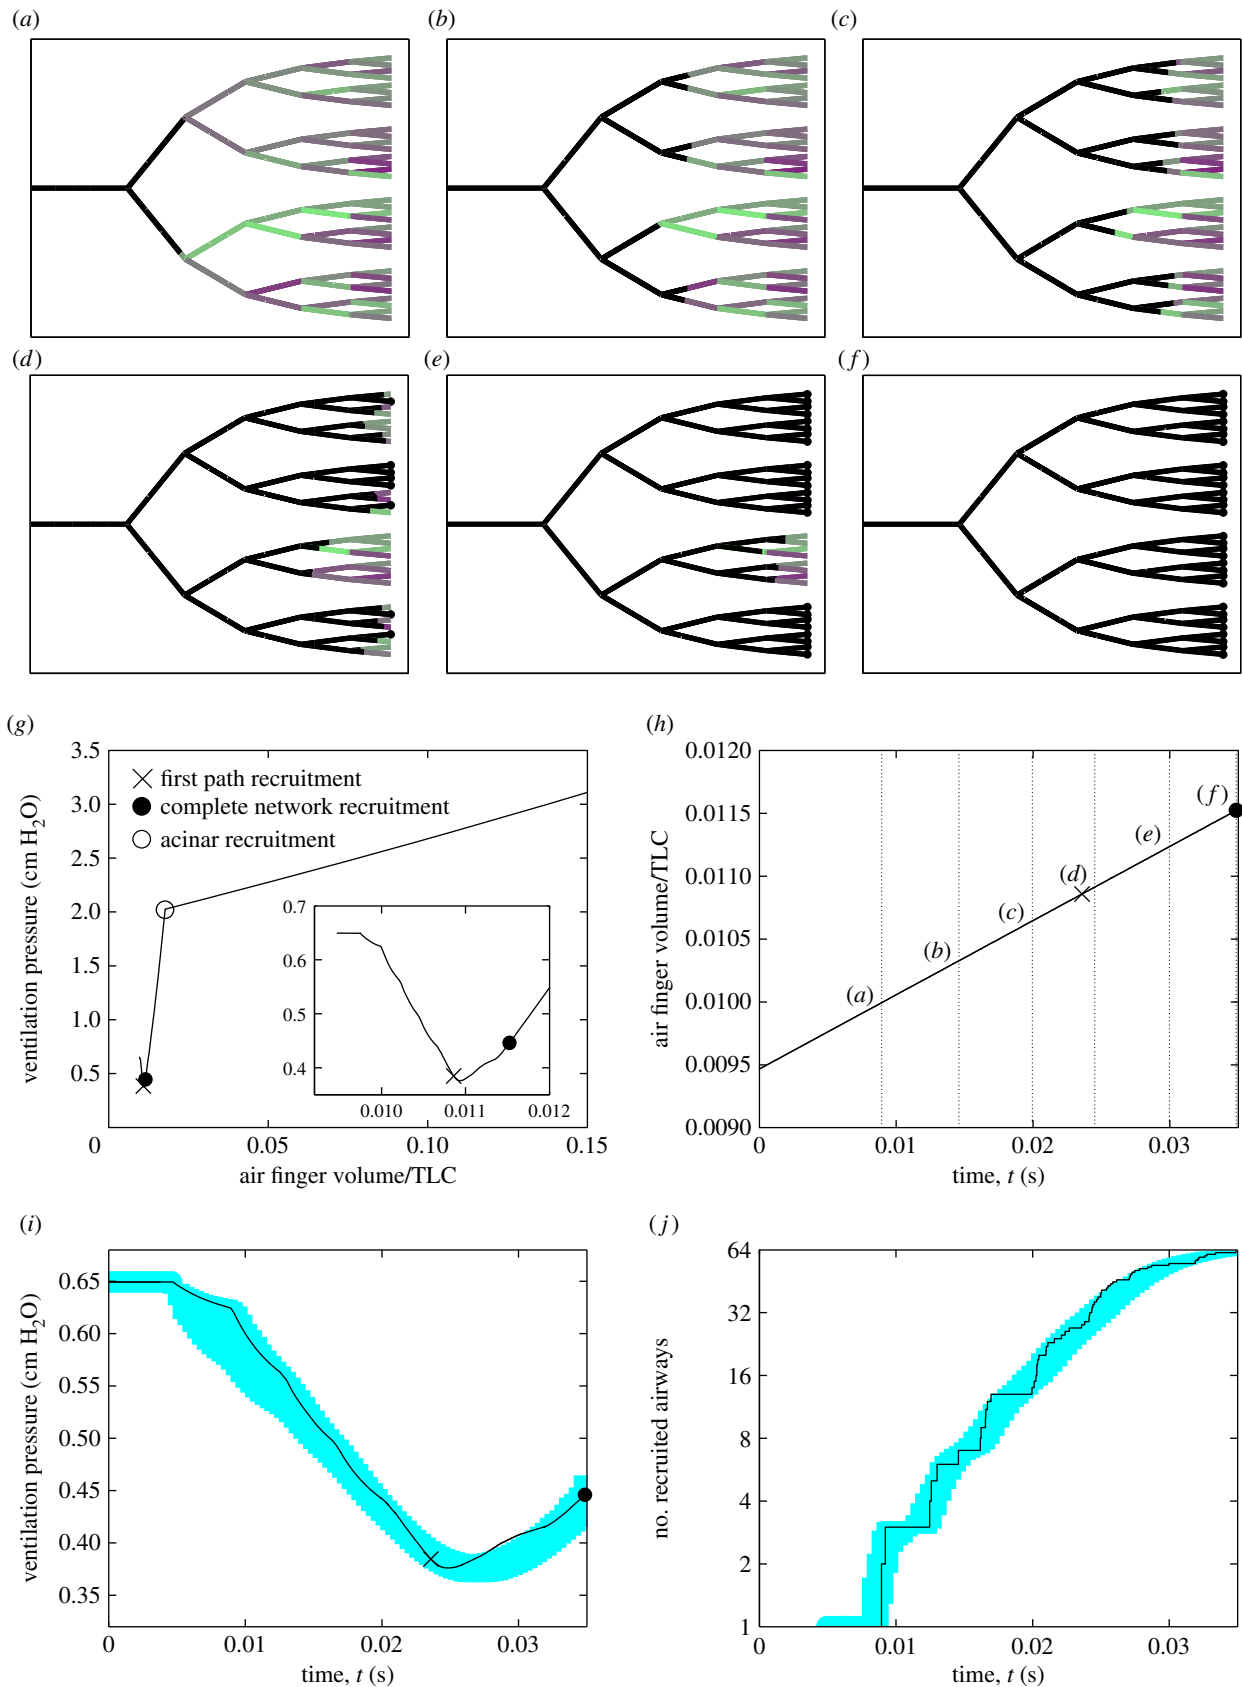 (a)
(b)
(c)
(d)
(e)
(f)
(g)
ventilation pressure (cm H2O)
3.5
3.0
2.5
2.0
1.5
1.0
0.5
0
0.05
0.10
0.15
air finger volume/TLC
first path recruitment
complete network recruitment
acinar recruitment
0.7
0.6
0.5
0.4
0.010
0.011
0.012
(h)
air finger volume/TLC
0.0120
0.0115
0.0110
0.0105
0.0100
0.0095
0.0090
(a)
(b)
(c)
(d)
(e)
(f)
0
0.01
0.02
0.03
time, t (s)
(i)
ventilation pressure (cm H2O)
0.65
0.60
0.55
0.50
0.45
0.40
0.35
0
0.01
0.02
0.03
time, t (s)
(j)
no. recruited airways
64
32
16
8
4
2
1
0
0.01
0.02
0.03
time, t (s)